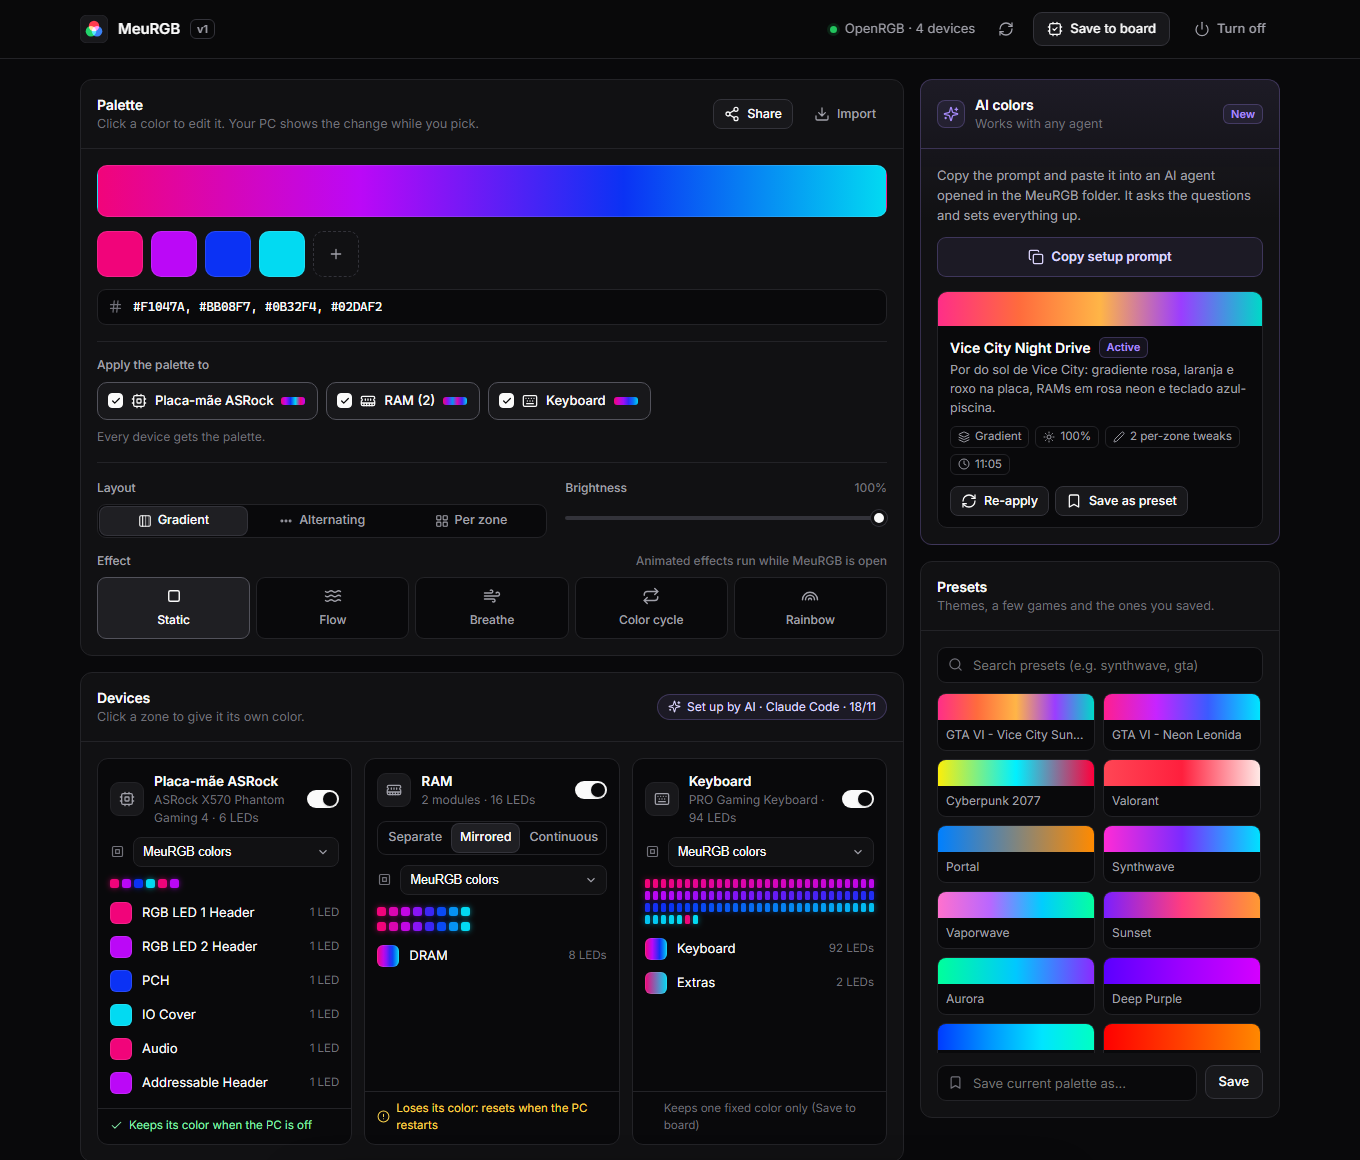 MeuRGB v1
OpenRGB · 4 devices
Save to board
Turn off
Palette
Click a color to edit it. Your PC shows the change while you pick.
Share
Import
#F1047A, #BB08F7, #0B32F4, #02DAF2
Apply the palette to
Placa-mãe ASRock
RAM (2)
Keyboard
Every device gets the palette.
Layout
Gradient
Alternating
Per zone
Brightness
100%
Effect
Animated effects run while MeuRGB is open
Static
Flow
Breathe
Color cycle
Rainbow
Devices
Click a zone to give it its own color.
Set up by AI · Claude Code · 18/11
Placa-mãe ASRock
ASRock X570 Phantom
Gaming 4 · 6 LEDs
MeuRGB colors
RGB LED 1 Header 1 LED
RGB LED 2 Header 1 LED
PCH 1 LED
IO Cover 1 LED
Audio 1 LED
Addressable Header 1 LED
Keeps its color when the PC is off
RAM
2 modules · 16 LEDs
Separate
Mirrored
Continuous
MeuRGB colors
DRAM 8 LEDs
Loses its color: resets when the PC
restarts
Keyboard
PRO Gaming Keyboard ·
94 LEDs
MeuRGB colors
Keyboard 92 LEDs
Extras 2 LEDs
Keeps one fixed color only (Save to
board)
AI colors
Works with any agent
New
Copy the prompt and paste it into an AI agent
opened in the MeuRGB folder. It asks the questions
and sets everything up.
Copy setup prompt
Vice City Night Drive
Active
Por do sol de Vice City: gradiente rosa, laranja e
roxo na placa, RAMs em rosa neon e teclado azul-
piscina.
Gradient
100%
2 per-zone tweaks
11:05
Re-apply
Save as preset
Presets
Themes, a few games and the ones you saved.
Search presets (e.g. synthwave, gta)
GTA VI - Vice City Sun...
GTA VI - Neon Leonida
Cyberpunk 2077
Valorant
Portal
Synthwave
Vaporwave
Sunset
Aurora
Deep Purple
Save current palette as...
Save